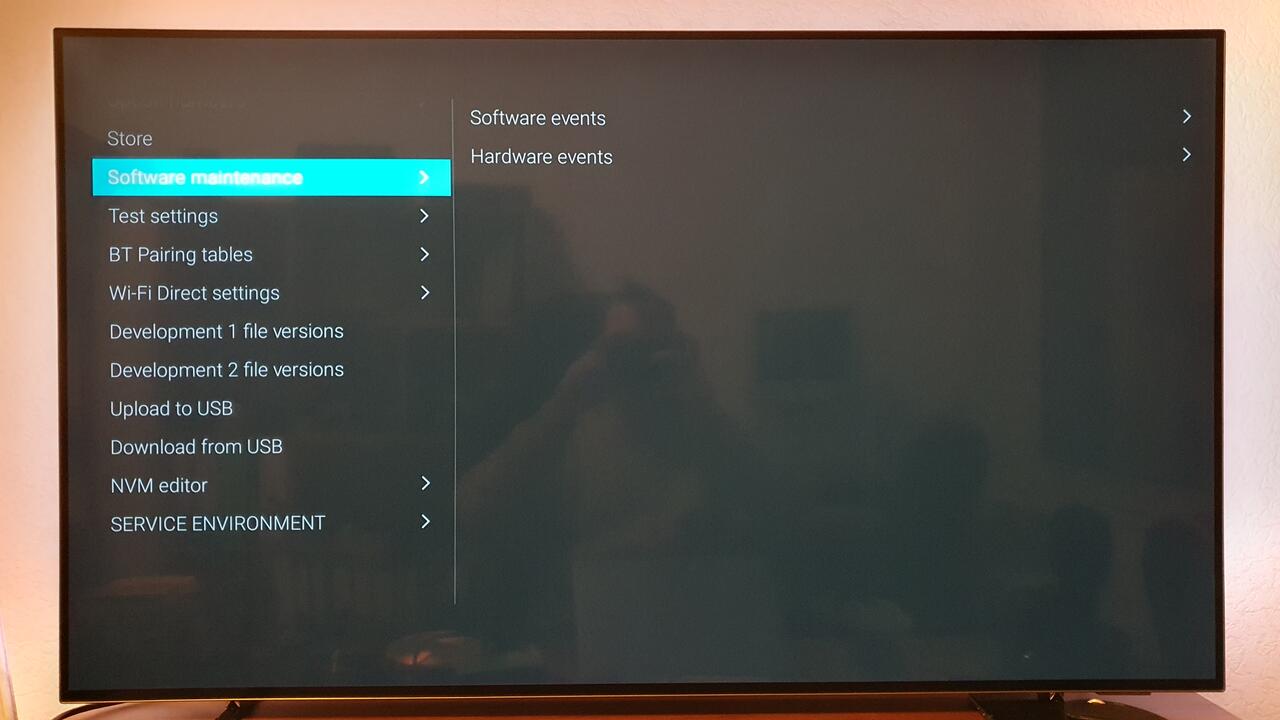 Store
Software maintenance
Test settings
BT Pairing tables
Wi-Fi Direct settings
Development 1 file versions
Development 2 file versions
Upload to USB
Download from USB
NVM editor
SERVICE ENVIRONMENT
Software events
Hardware events